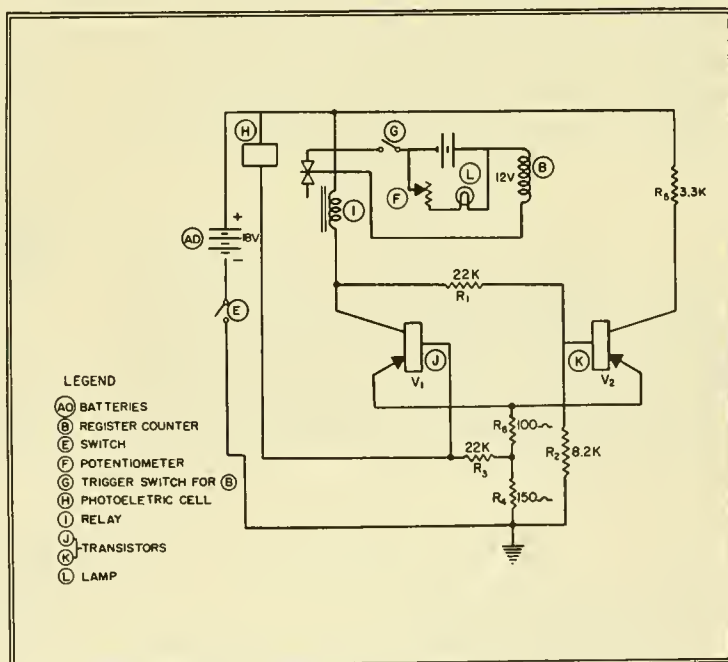 G
H
L
B
12V
F
R5 3.3K
I
+
AD 18V
−
22K
R1
E
J
K
V1
V2
LEGEND
AO BATTERIES
B REGISTER COUNTER
E SWITCH
F POTENTIOMETER
G TRIGGER SWITCH FOR B
H PHOTOELETRIC CELL
I RELAY
J
K TRANSISTORS
L LAMP
R6 100~
R2 8.2K
22K
R3
R4 150~